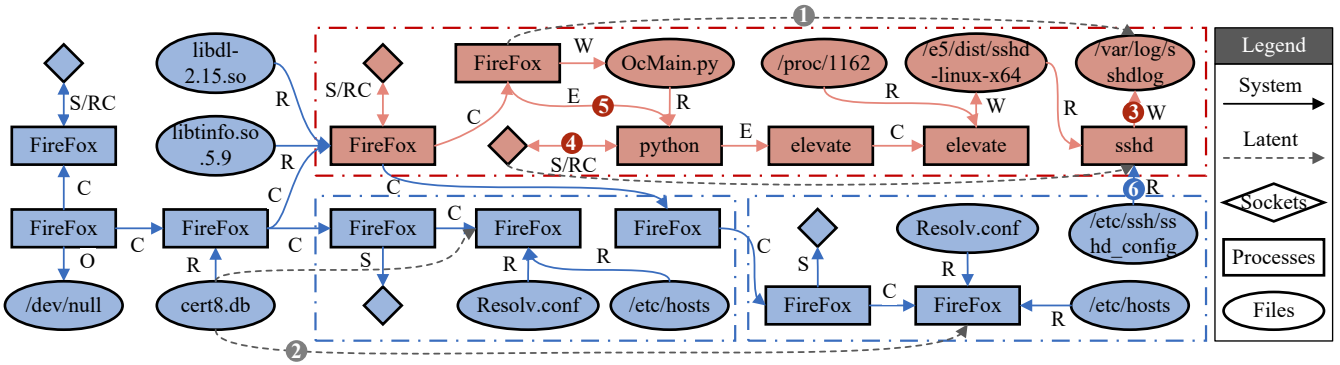 1
libdl-
2.15.so
FireFox
W
OcMain.py
/proc/1162
/e5/dist/sshd
-linux-x64
/var/log/s
shdlog
Legend
System
S/RC
R
S/RC
E
5
R
R
W
R
3
W
FireFox
libtinfo.so
.5.9
R
FireFox
C
4
S/RC
python
E
elevate
C
elevate
sshd
Latent
C
C
C
6
R
Sockets
FireFox
C
FireFox
C
FireFox
C
FireFox
FireFox
C
Resolv.conf
/etc/ssh/ss
hd_config
Processes
O
R
S
R
R
S
R
/dev/null
cert8.db
Resolv.conf
/etc/hosts
FireFox
C
FireFox
R
/etc/hosts
Files
2